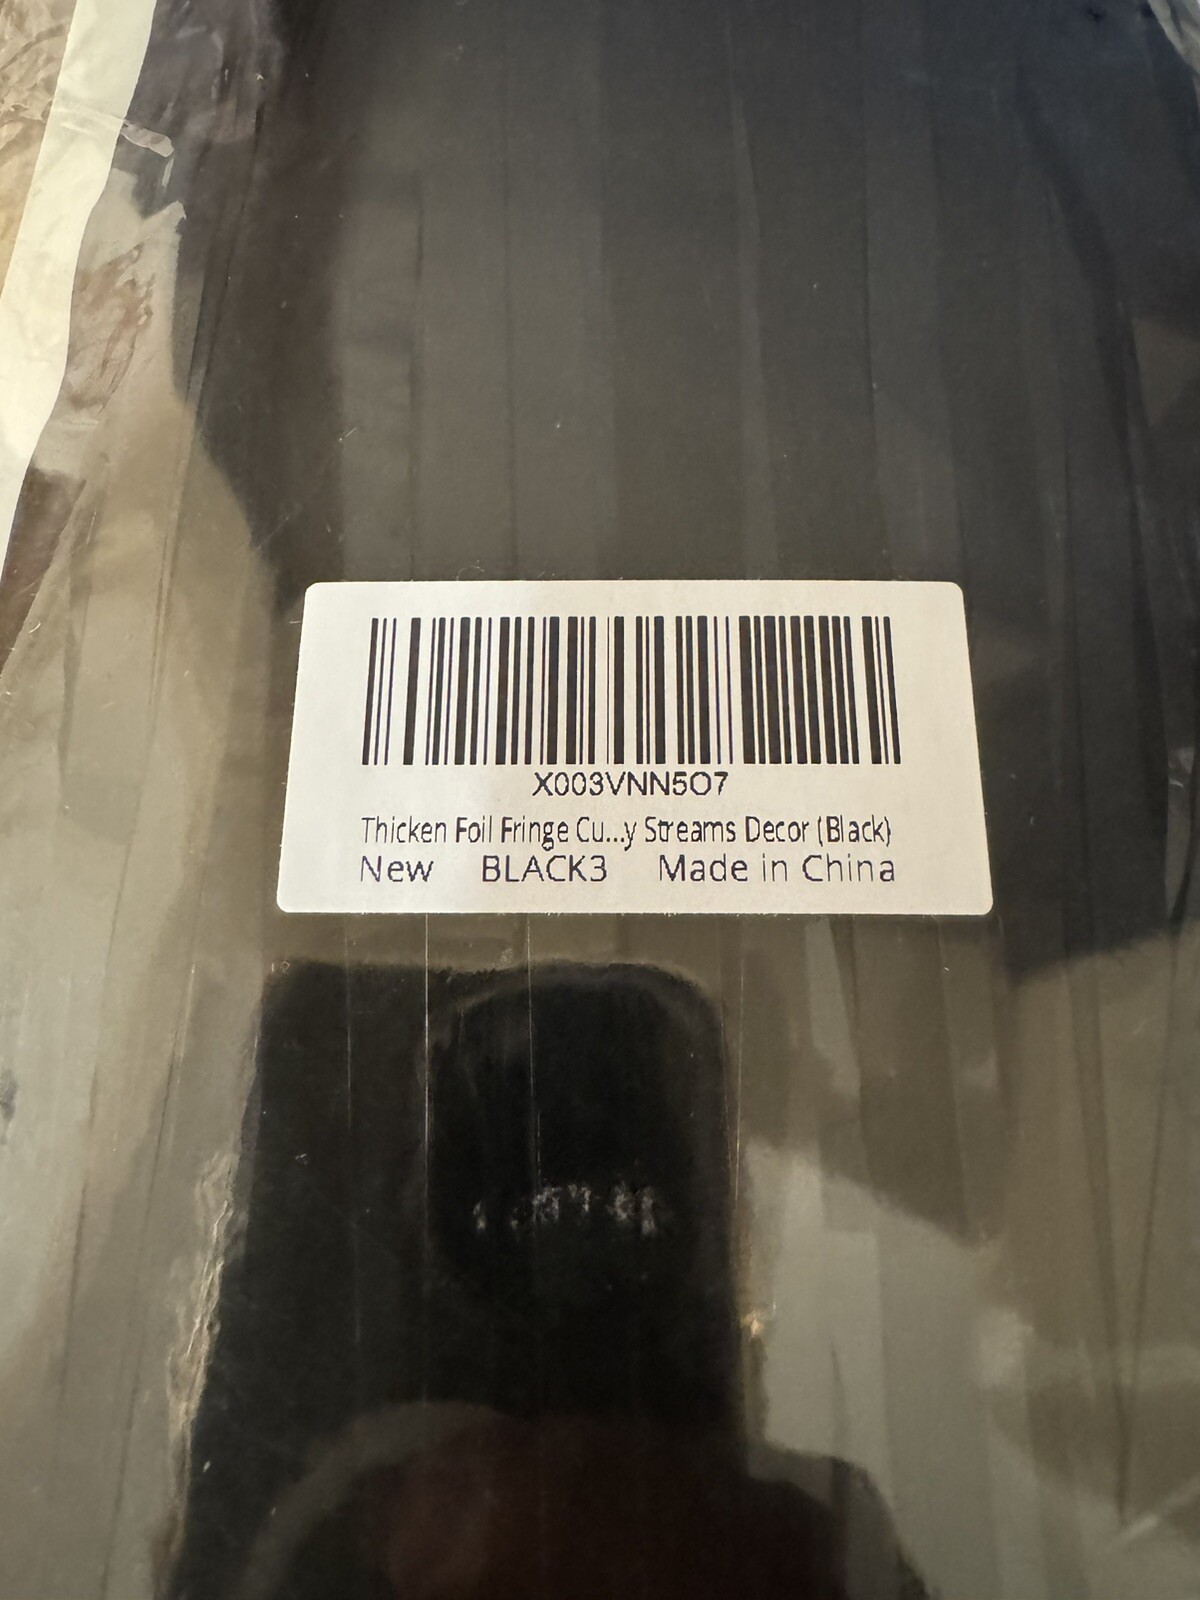 X003VNN5O7
Thicken Foil Fringe Cu...y Streams Decor (Black)
New BLACK3 Made in China